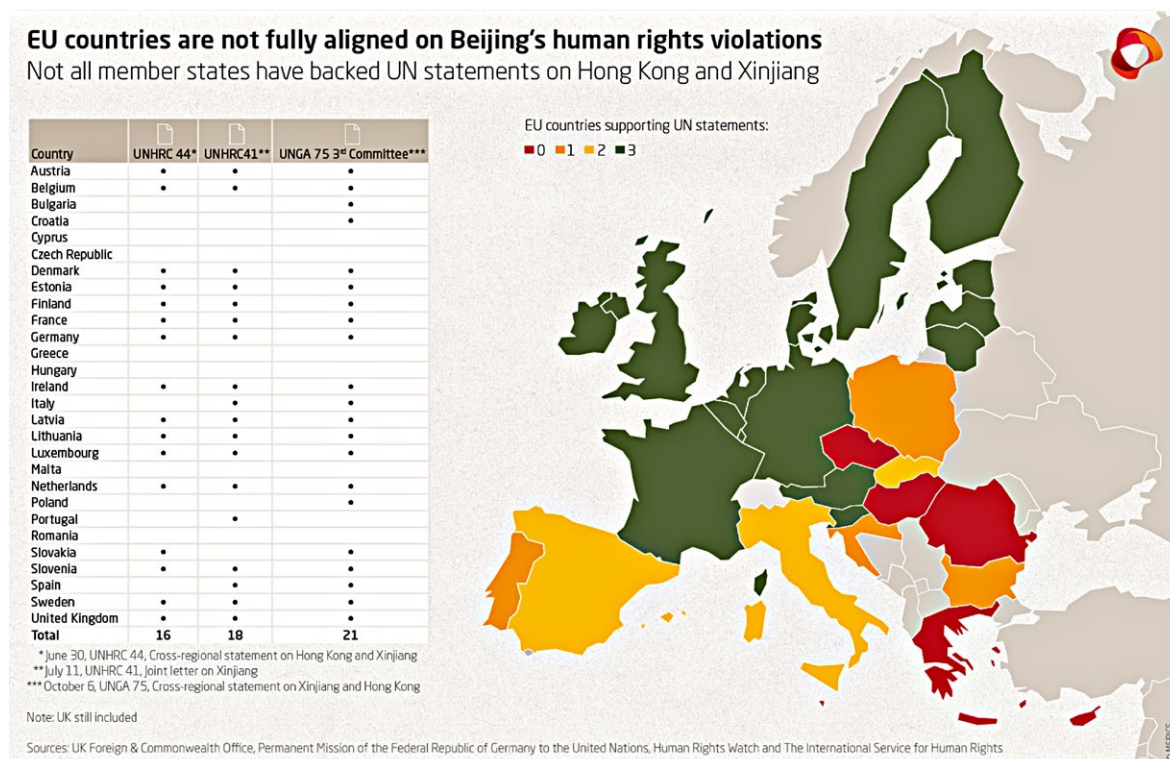 EU countries are not fully aligned on Beijing's human rights violations
Not all member states have backed UN statements on Hong Kong and Xinjiang
EU countries supporting UN statements:
0 1 2 3
Country UNHRC 44* UNHRC41** UNGA 75 3rd Committee***
Austria • • •
Belgium • • •
Bulgaria •
Croatia •
Cyprus
Czech Republic
Denmark • • •
Estonia • • •
Finland • • •
France • • •
Germany • • •
Greece
Hungary
Ireland • • •
Italy • •
Latvia • • •
Lithuania • • •
Luxembourg • • •
Malta
Netherlands • • •
Poland •
Portugal •
Romania
Slovakia • •
Slovenia • • •
Spain • •
Sweden • • •
United Kingdom • • •
Total 16 18 21
*June 30, UNHRC 44, Cross-regional statement on Hong Kong and Xinjiang
**July 11, UNHRC 41, Joint letter on Xinjiang
***October 6, UNGA 75, Cross-regional statement on Xinjiang and Hong Kong
Note: UK still included
Sources: UK Foreign & Commonwealth Office, Permanent Mission of the Federal Republic of Germany to the United Nations, Human Rights Watch and The International Service for Human Rights